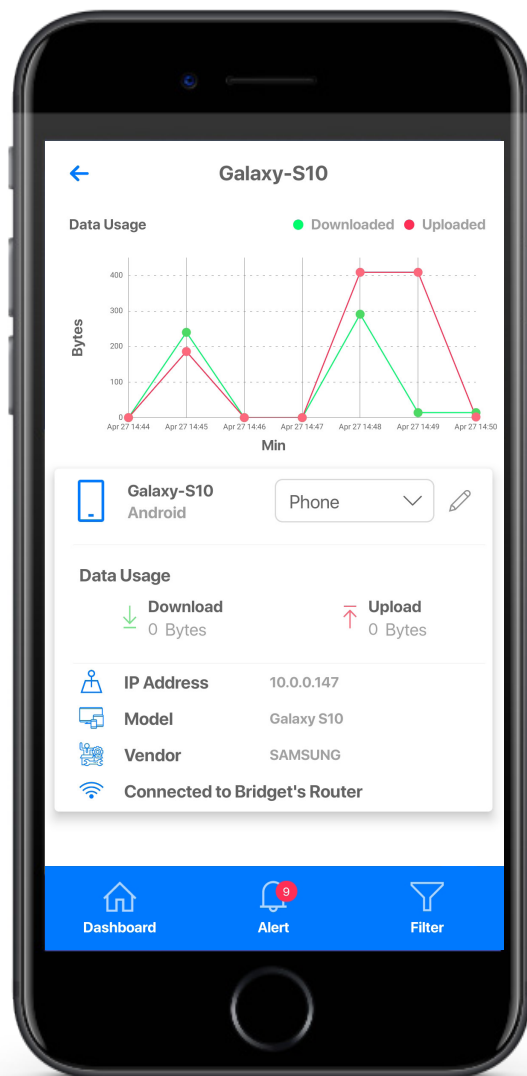 Galaxy-S10
Data Usage
Downloaded
Uploaded
Bytes
400
300
200
100
0
Apr 27 14:44 Apr 27 14:45 Apr 27 14:46 Apr 27 14:47 Apr 27 14:48 Apr 27 14:49 Apr 27 14:50
Min
Galaxy-S10
Android
Phone
Data Usage
Download
0 Bytes
Upload
0 Bytes
IP Address 10.0.0.147
Model Galaxy S10
Vendor SAMSUNG
Connected to Bridget's Router
9
Dashboard Alert Filter